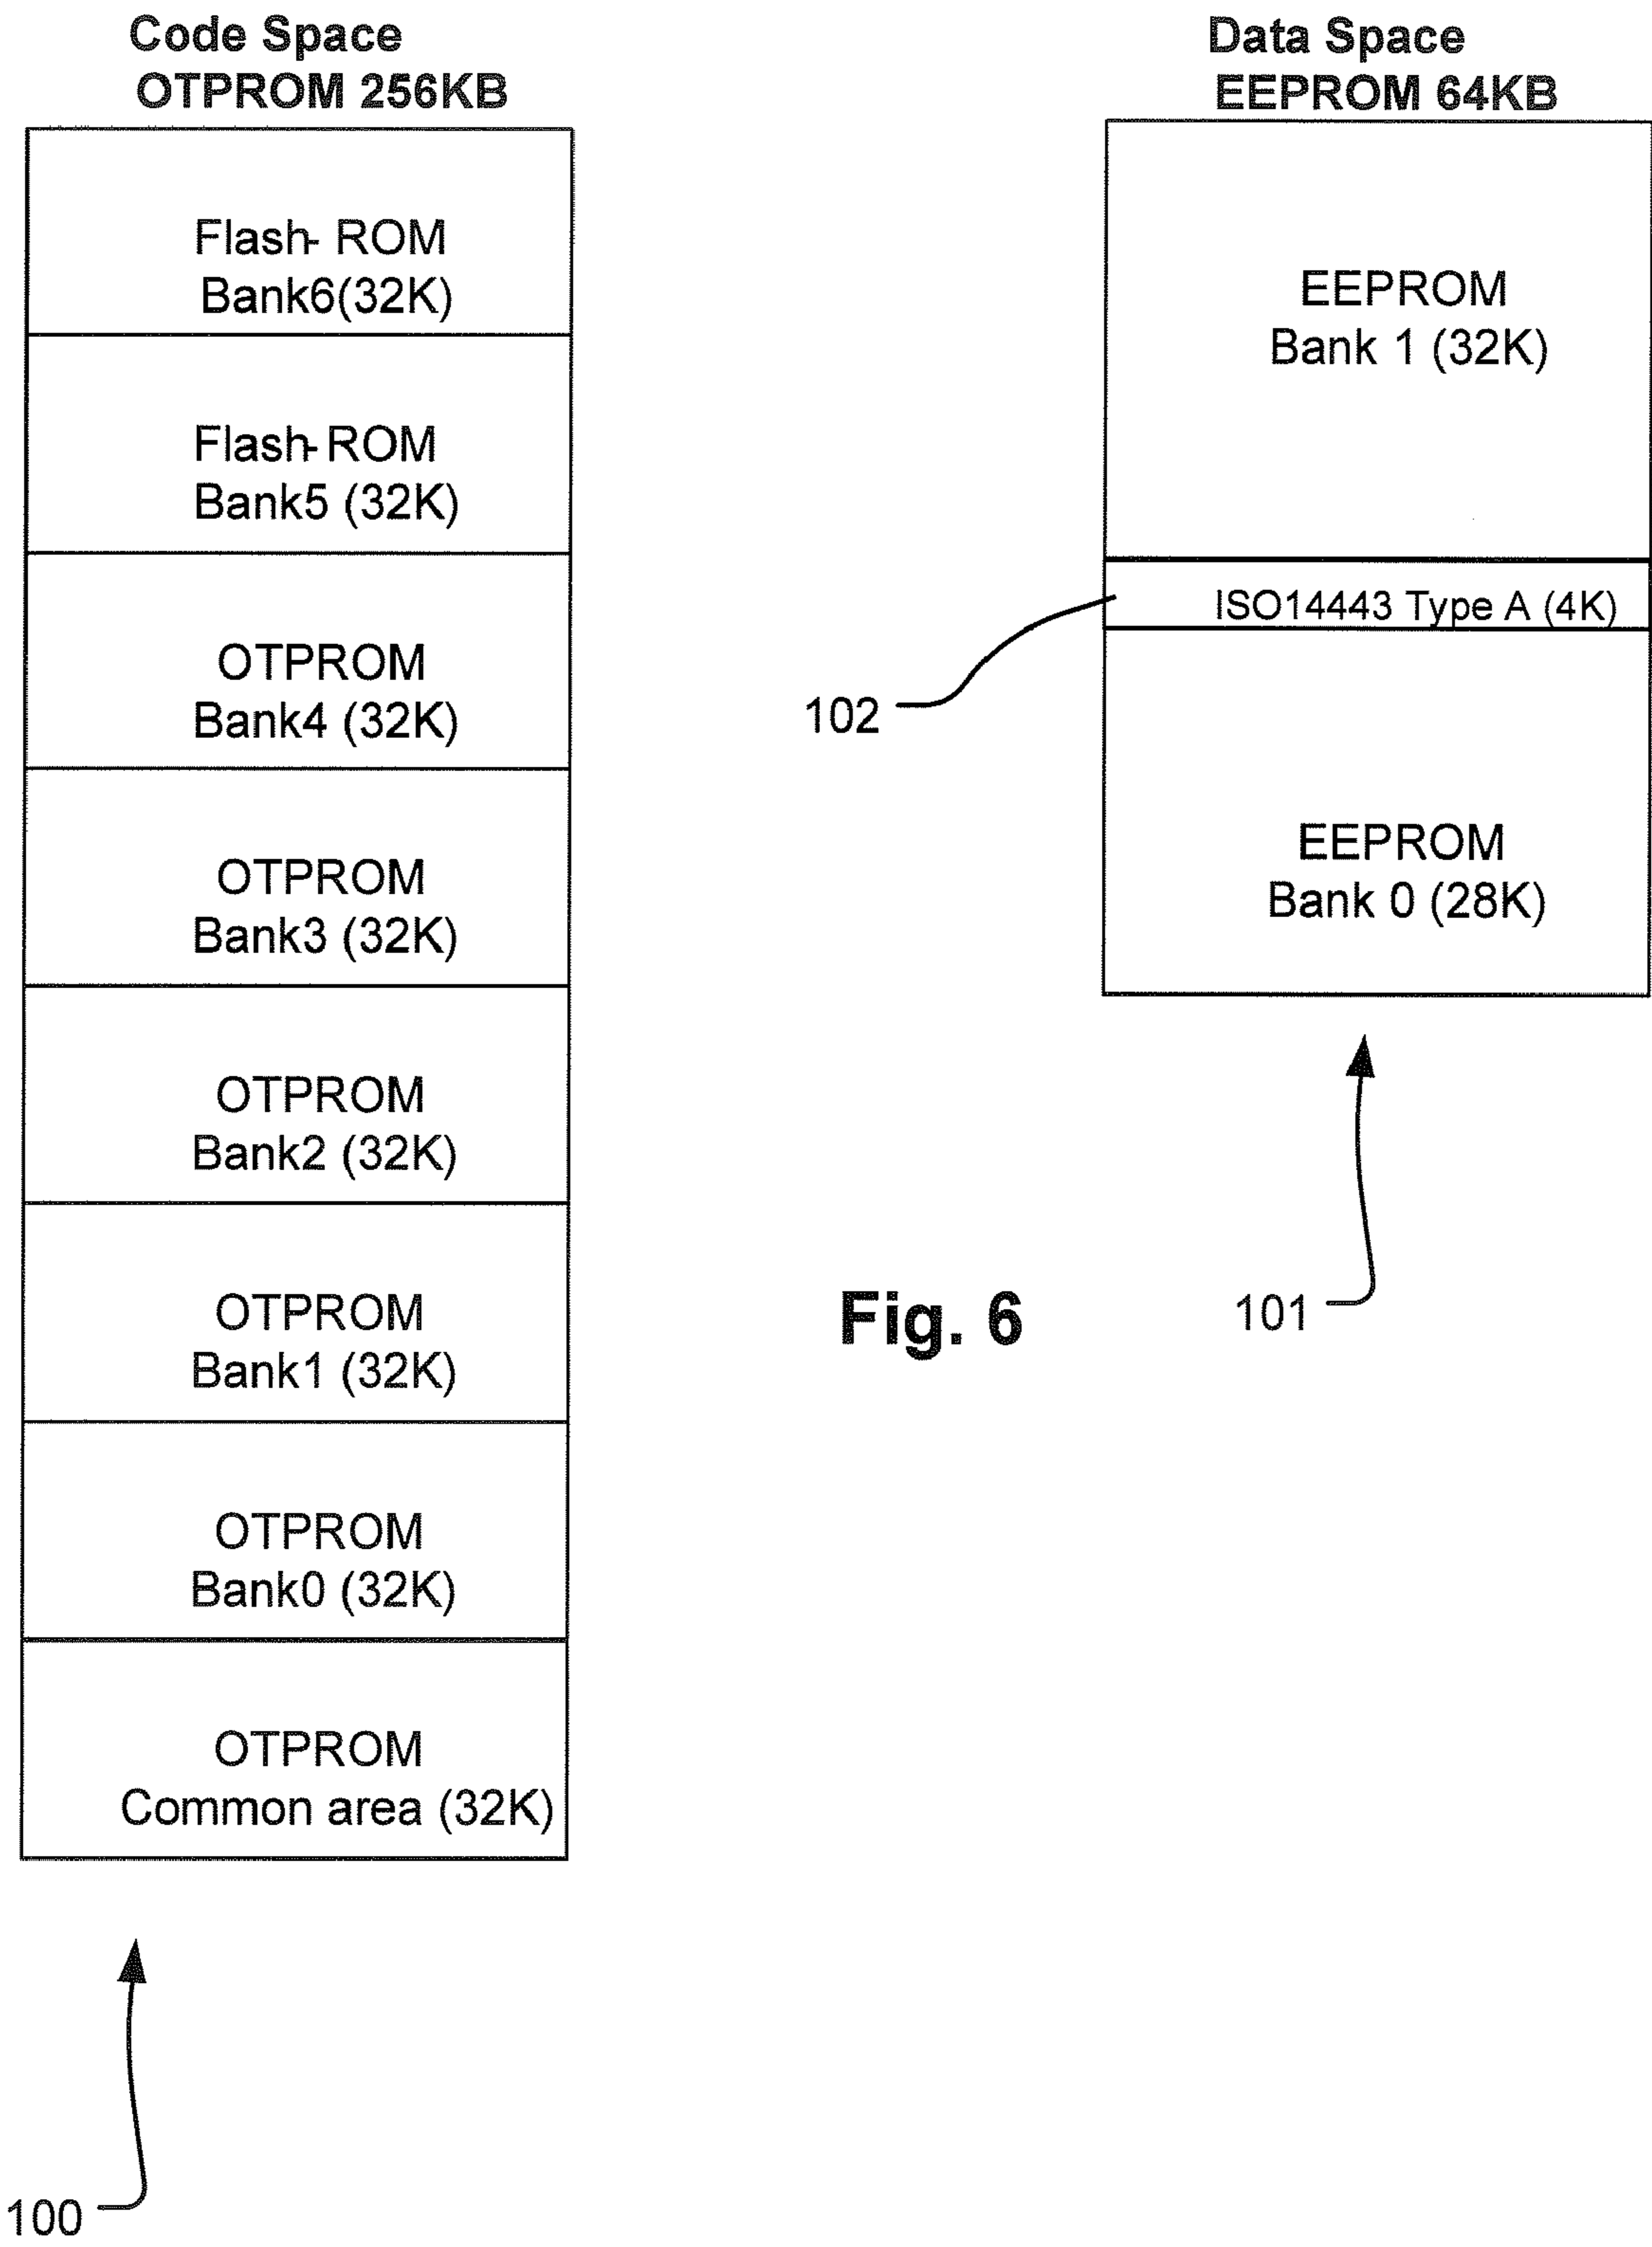 Code Space
OTPROM 256KB
Flash- ROM
Bank6(32K)
Flash-ROM
Bank5 (32K)
OTPROM
Bank4 (32K)
OTPROM
Bank3 (32K)
OTPROM
Bank2 (32K)
OTPROM
Bank1 (32K)
OTPROM
Bank0 (32K)
OTPROM
Common area (32K)
100
Data Space
EEPROM 64KB
EEPROM
Bank 1 (32K)
ISO14443 Type A (4K)
102
EEPROM
Bank 0 (28K)
101
Fig. 6